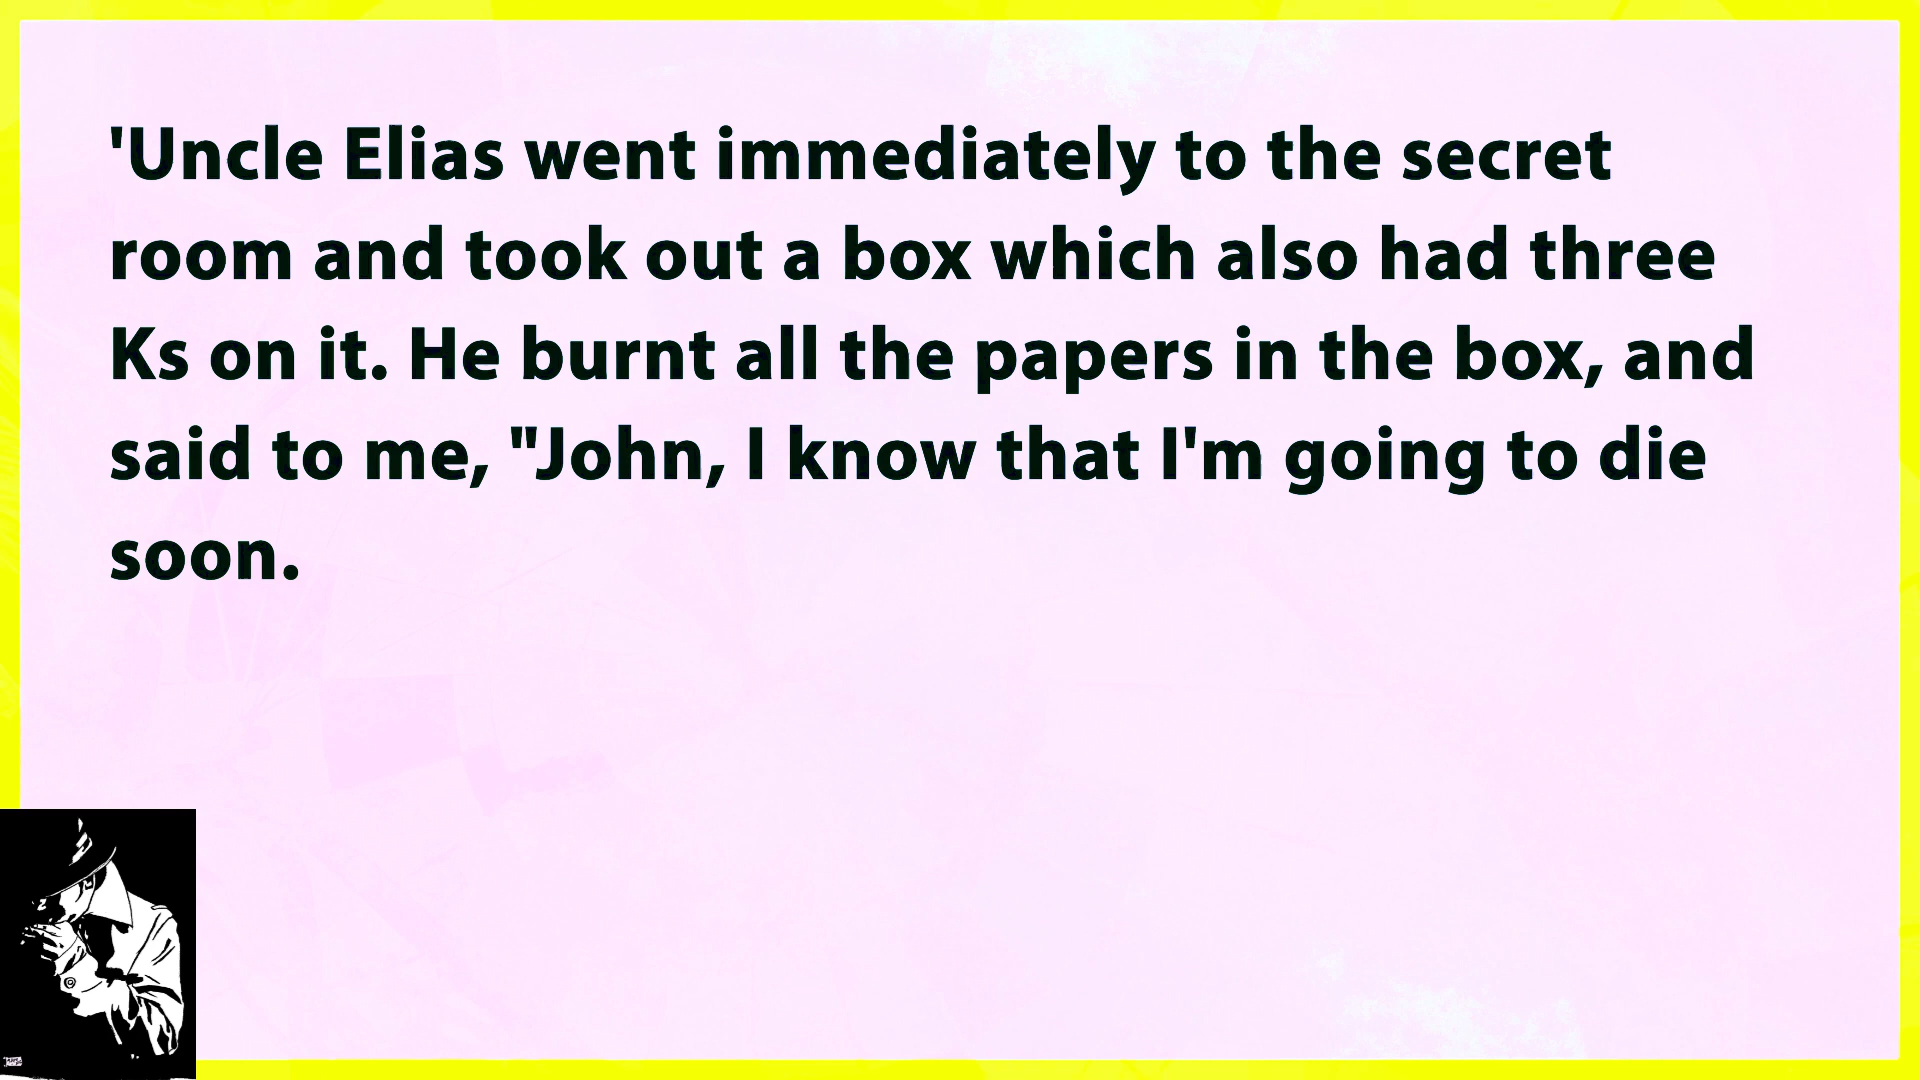 'Uncle Elias went immediately to the secret
room and took out a box which also had three
Ks on it. He burnt all the papers in the box, and
said to me, "John, I know that I'm going to die
soon.